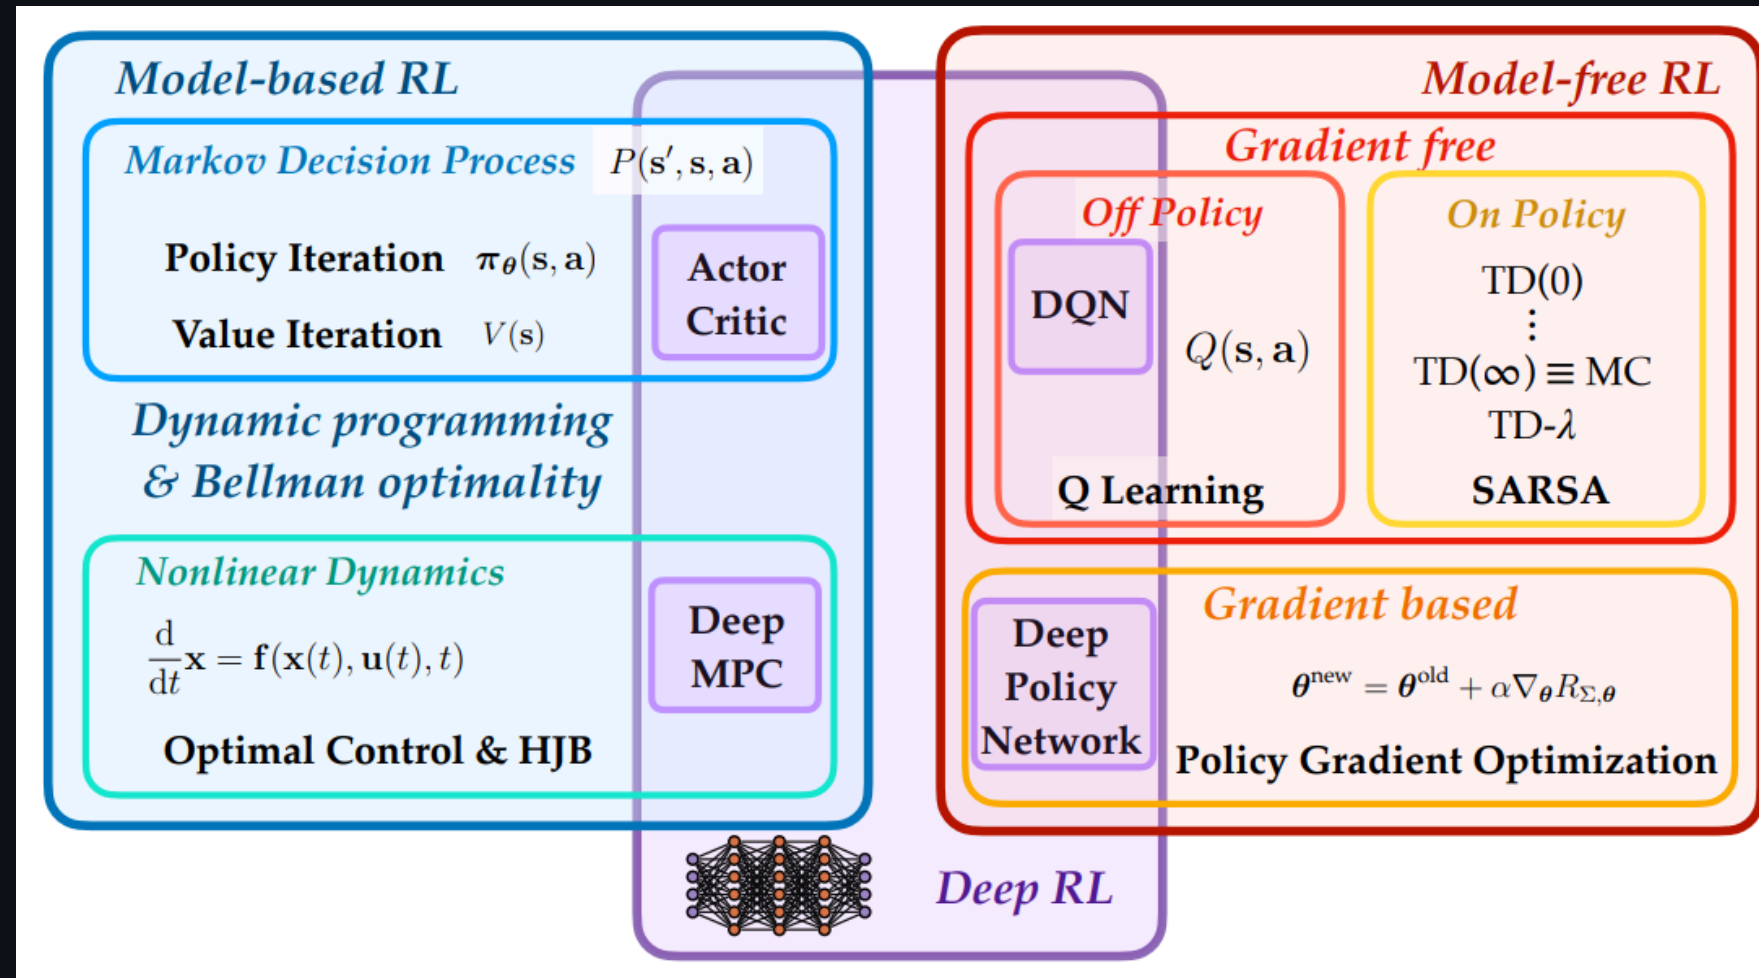 Model-based RL
Markov Decision Process P(s′, s, a)
Policy Iteration π_θ(s, a)
Value Iteration V(s)
Actor
Critic
Dynamic programming
& Bellman optimality
Nonlinear Dynamics
d/dt x = f(x(t), u(t), t)
Optimal Control & HJB
Deep
MPC
Deep RL
Model-free RL
Gradient free
Off Policy
DQN
Q(s, a)
Q Learning
On Policy
TD(0)
⋮
TD(∞) ≡ MC
TD-λ
SARSA
Gradient based
Deep
Policy
Network
θ^new = θ^old + α∇_θ R_Σ,θ
Policy Gradient Optimization